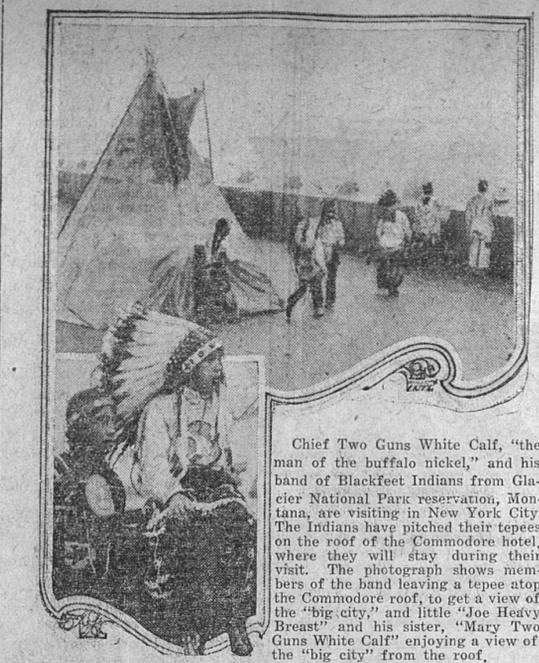 Chief Two Guns White Calf, “the
man of the buffalo nickel,” and his
band of Blackfeet Indians from Gla-
cier National Park reservation, Mon-
tana, are visiting in New York City
The Indians have pitched their tepees
on the roof of the Commodore hotel,
where they will stay during their
visit. The photograph shows mem-
bers of the band leaving a tepee atop
the Commodore roof, to get a view of
the “big city,” and little “Joe Heavy
Breast” and his sister, “Mary Two
Guns White Calf” enjoying a view of
the “big city” from the roof.